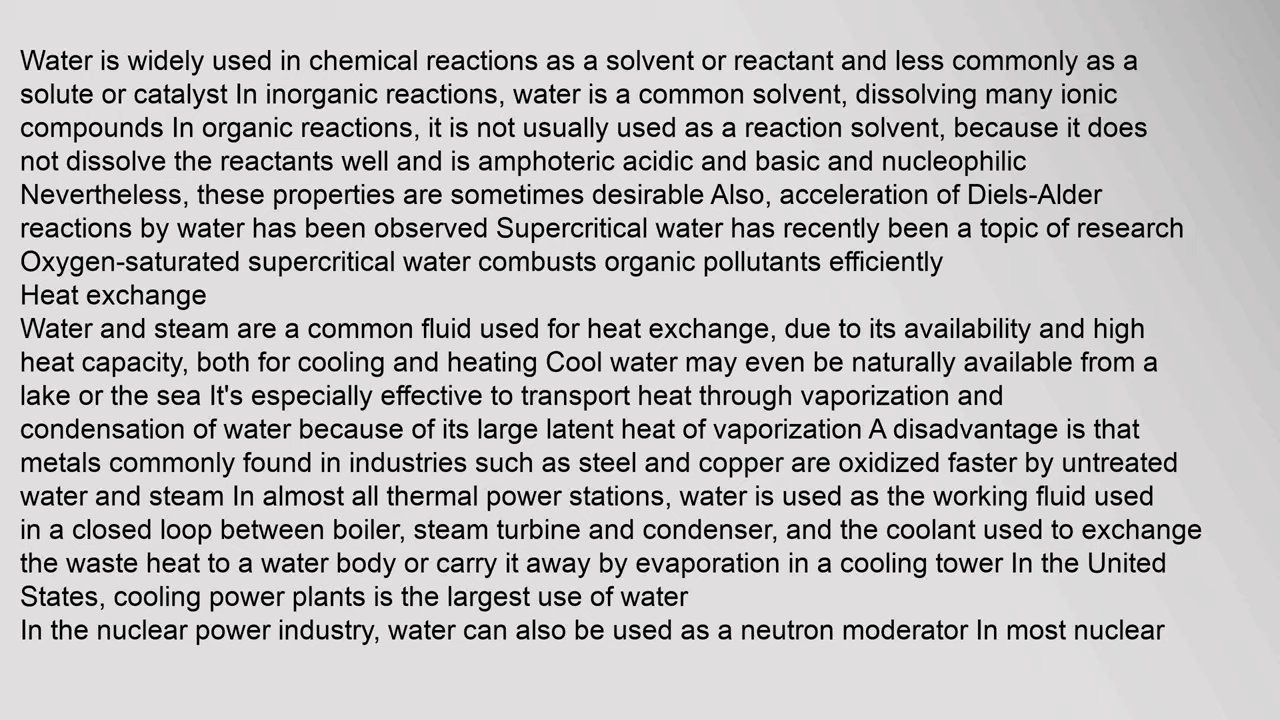 Water is widely used in chemical reactions as a solvent or reactant and less commonly as a
solute or catalyst In inorganic reactions, water is a common solvent, dissolving many ionic
compounds In organic reactions, it is not usually used as a reaction solvent, because it does
not dissolve the reactants well and is amphoteric acidic and basic and nucleophilic
Nevertheless, these properties are sometimes desirable Also, acceleration of Diels-Alder
reactions by water has been observed Supercritical water has recently been a topic of research
Oxygen-saturated supercritical water combusts organic pollutants efficiently
Heat exchange
Water and steam are a common fluid used for heat exchange, due to its availability and high
heat capacity, both for cooling and heating Cool water may even be naturally available from a
lake or the sea It's especially effective to transport heat through vaporization and
condensation of water because of its large latent heat of vaporization A disadvantage is that
metals commonly found in industries such as steel and copper are oxidized faster by untreated
water and steam In almost all thermal power stations, water is used as the working fluid used
in a closed loop between boiler, steam turbine and condenser, and the coolant used to exchange
the waste heat to a water body or carry it away by evaporation in a cooling tower In the United
States, cooling power plants is the largest use of water
In the nuclear power industry, water can also be used as a neutron moderator In most nuclear